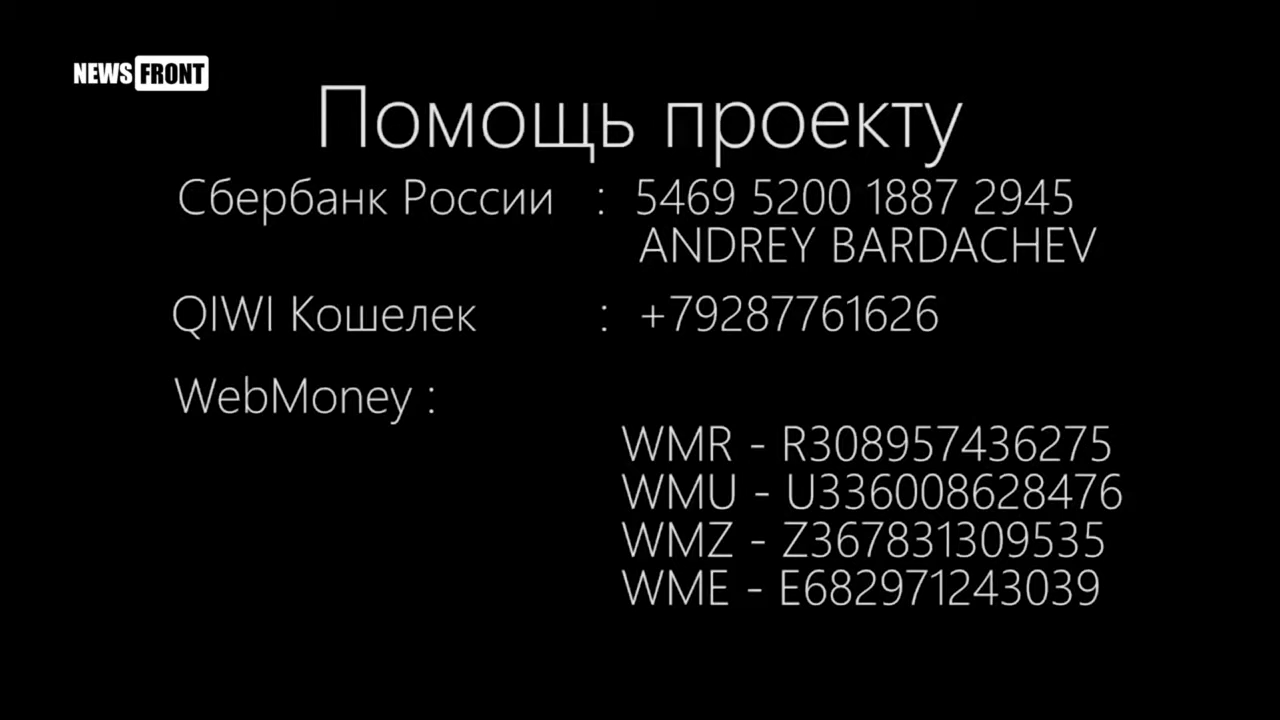 NEWS FRONT
Помощь проекту
Сбербанк России : 5469 5200 1887 2945
ANDREY BARDACHEV
QIWI Кошелек : +79287761626
WebMoney :
WMR - R308957436275
WMU - U336008628476
WMZ - Z367831309535
WME - E682971243039